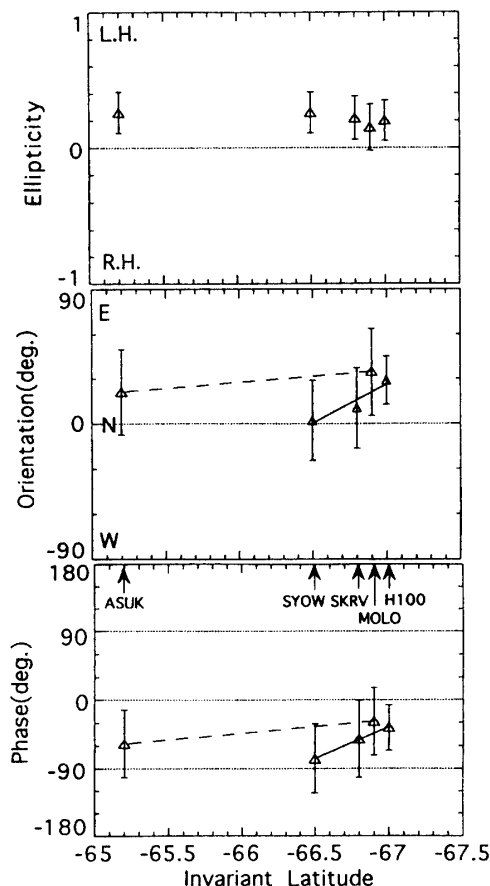 1
L.H.
Ellipticity
0
R.H.
-1
90
E
Orientation(deg.)
0
N
W
-90
180
ASUK
SYOW SKRV H100
MOLO
90
Phase(deg.)
0
-90
-180
-65 -65.5 -66 -66.5 -67 -67.5
Invariant Latitude